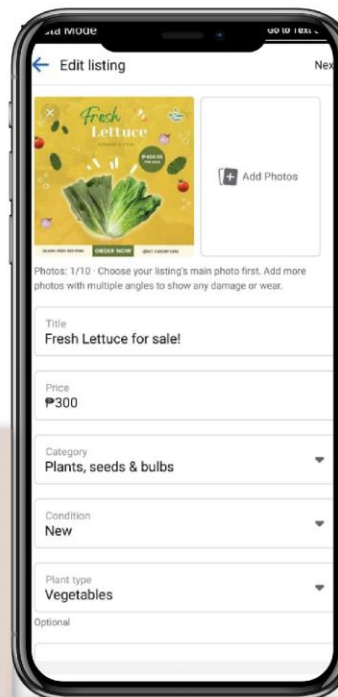 Edit listing
Fresh
Lettuce
ORDER NOW
Add Photos
Photos: 1/10 · Choose your listing's main photo first. Add more
photos with multiple angles to show any damage or wear.
Title
Fresh Lettuce for sale!
Price
₱300
Category
Plants, seeds & bulbs
Condition
New
Plant type
Vegetables
Optional